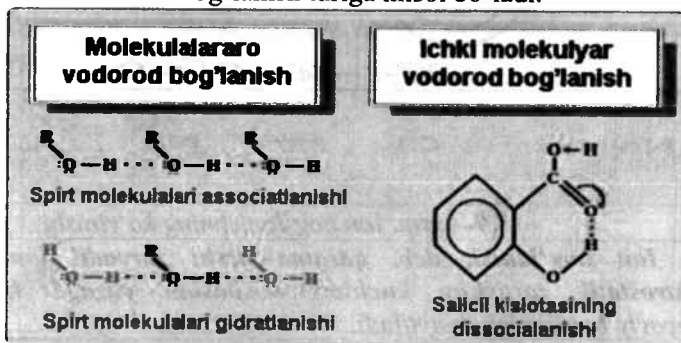 Molekulalararo
vodorod bog'lanish
Ichki molekulyar
vodorod bog'lanish
R R R
:O–H·····:O–H·····:O–H
Spirt molekulalari associatlanishi
H R H
:O–H·····:O–H·····:O–H
Spirt molekulalari gidratlanishi
O←H
C
O
H
O
Salicil kislotasining
dissocialanishi